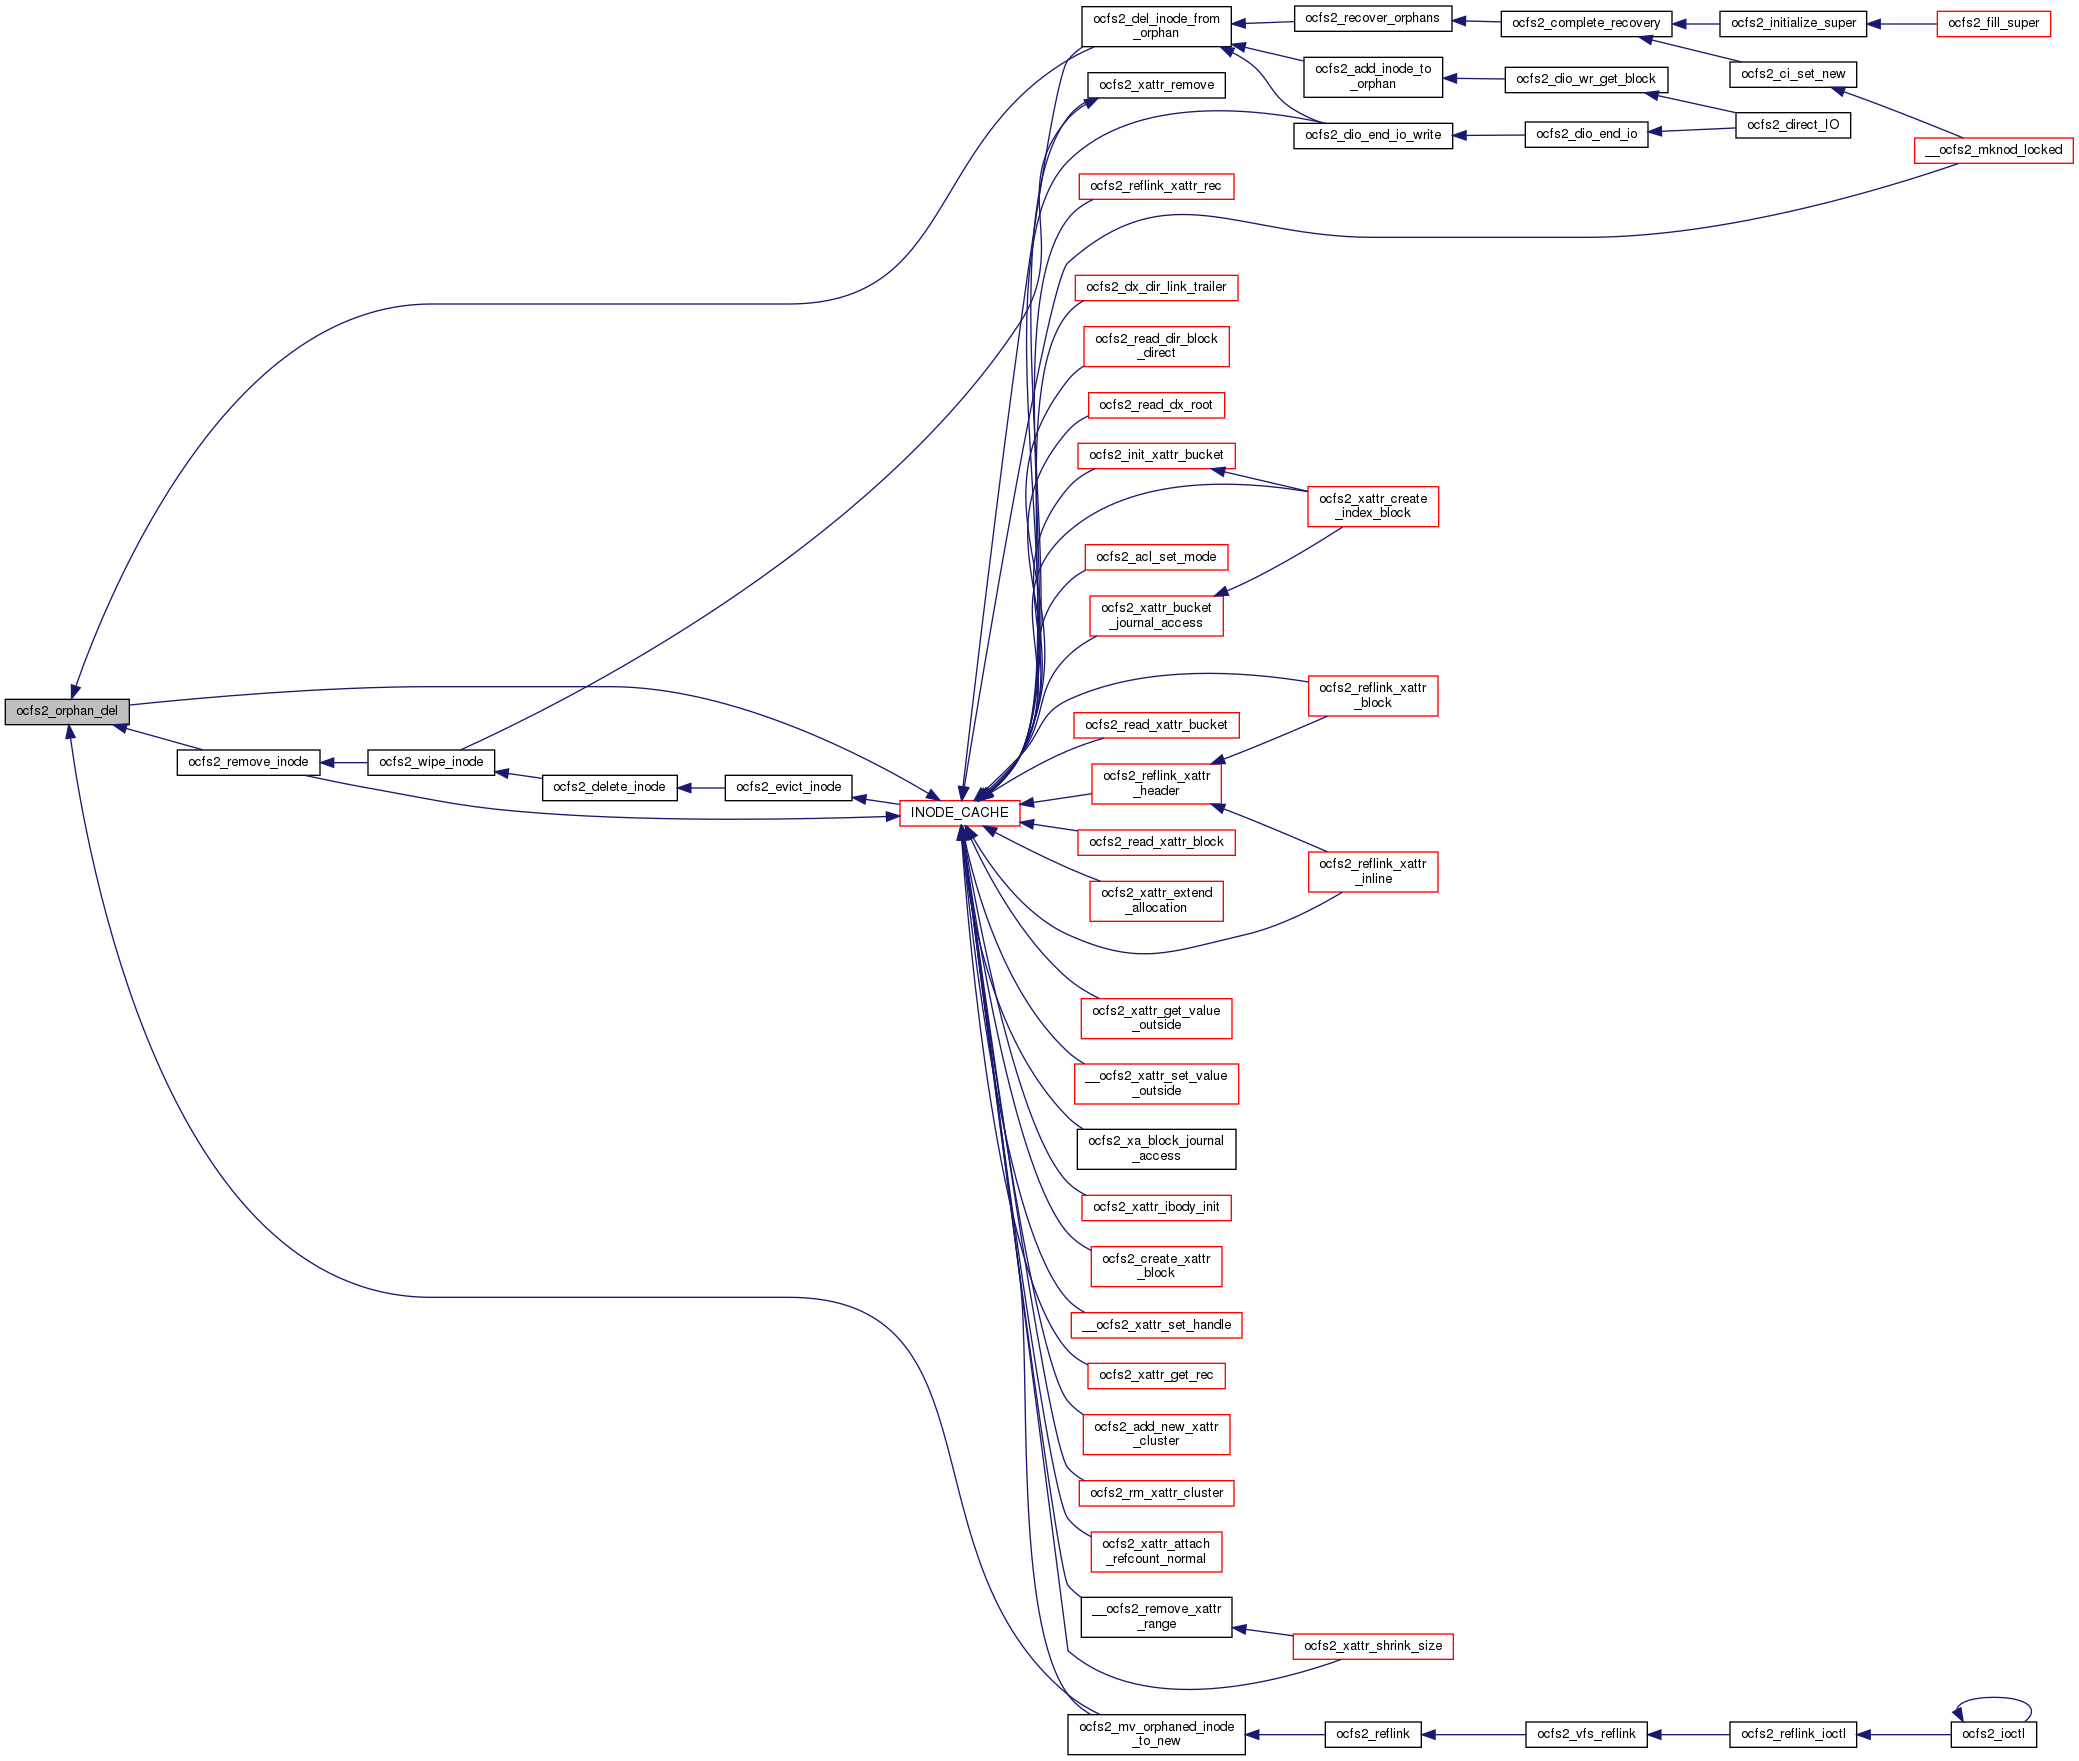 ocfs2_del_inode_from
_orphan
ocfs2_recover_orphans
ocfs2_complete_recovery
ocfs2_initialize_super
ocfs2_fill_super
ocfs2_xattr_remove
ocfs2_add_inode_to
_orphan
ocfs2_dio_wr_get_block
ocfs2_ci_set_new
ocfs2_dio_end_io_write
ocfs2_dio_end_io
ocfs2_direct_IO
__ocfs2_mknod_locked
ocfs2_reflink_xattr_rec
ocfs2_dx_dir_link_trailer
ocfs2_read_dir_block
_direct
ocfs2_read_dx_root
ocfs2_init_xattr_bucket
ocfs2_xattr_create
_index_block
ocfs2_acl_set_mode
ocfs2_xattr_bucket
_journal_access
ocfs2_reflink_xattr
_block
ocfs2_orphan_del
ocfs2_read_xattr_bucket
ocfs2_remove_inode
ocfs2_wipe_inode
ocfs2_delete_inode
ocfs2_evict_inode
INODE_CACHE
ocfs2_reflink_xattr
_header
ocfs2_read_xattr_block
ocfs2_reflink_xattr
_inline
ocfs2_xattr_extend
_allocation
ocfs2_xattr_get_value
_outside
__ocfs2_xattr_set_value
_outside
ocfs2_xa_block_journal
_access
ocfs2_xattr_ibody_init
ocfs2_create_xattr
_block
__ocfs2_xattr_set_handle
ocfs2_xattr_get_rec
ocfs2_add_new_xattr
_cluster
ocfs2_rm_xattr_cluster
ocfs2_xattr_attach
_refcount_normal
__ocfs2_remove_xattr
_range
ocfs2_xattr_shrink_size
ocfs2_mv_orphaned_inode
_to_new
ocfs2_reflink
ocfs2_vfs_reflink
ocfs2_reflink_ioctl
ocfs2_ioctl